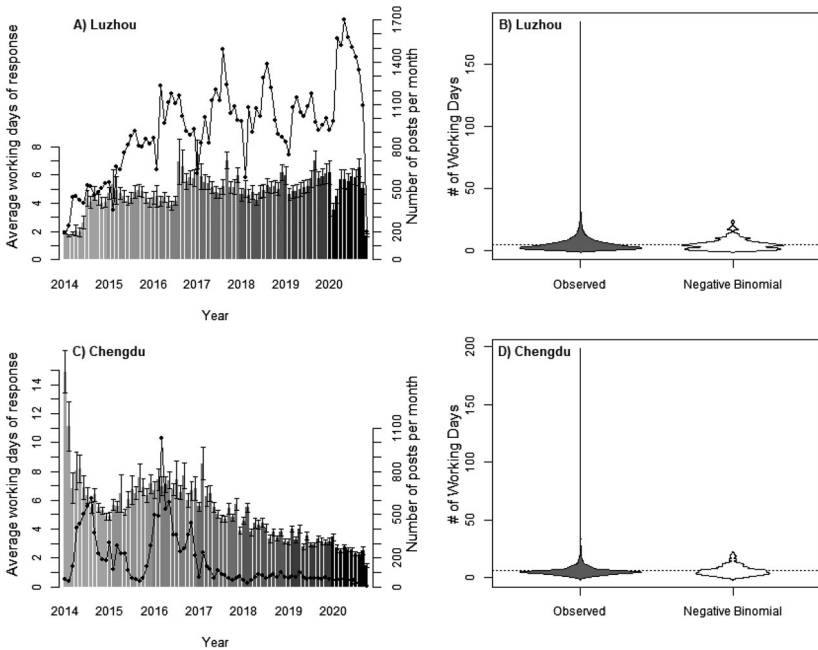 A) Luzhou
Average working days of response
0 2 4 6 8
Number of posts per month
0 200 500 800 1100 1400 1700
2014 2015 2016 2017 2018 2019 2020
Year
B) Luzhou
# of Working Days
0 50 100 150
Observed Negative Binomial
C) Chengdu
Average working days of response
0 2 4 6 8 10 12 14
Number of posts per month
0 200 500 800 1100
2014 2015 2016 2017 2018 2019 2020
Year
D) Chengdu
# of Working Days
0 50 100 150 200
Observed Negative Binomial